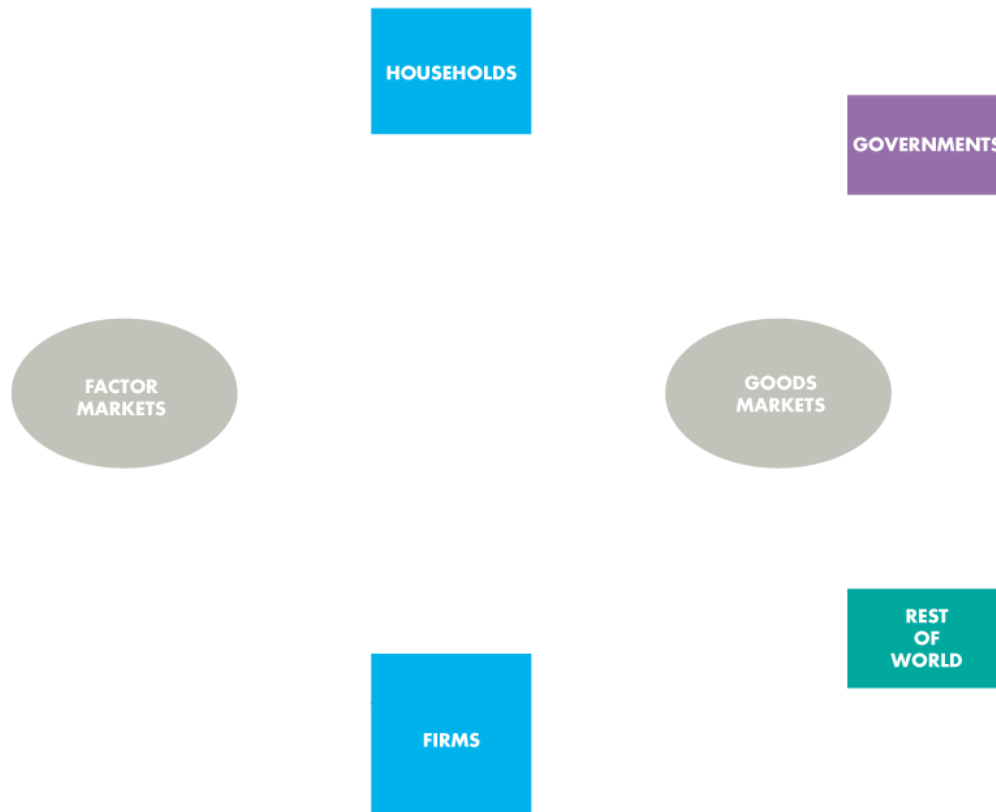 HOUSEHOLDS
GOVERNMENTS
FACTOR
MARKETS
GOODS
MARKETS
REST
OF
WORLD
FIRMS